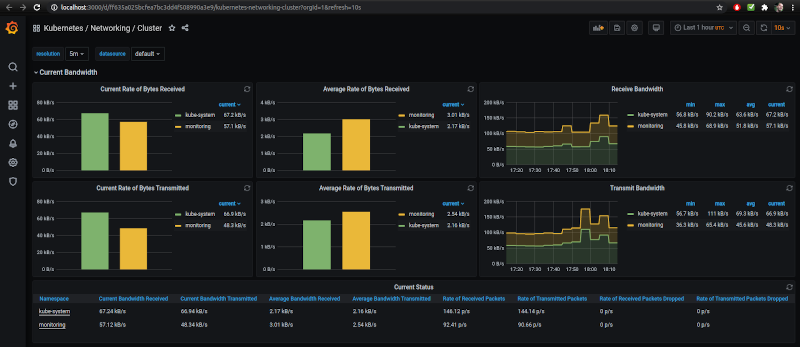 localhost:3000/d/ff635a025bcfea7bc3dd4f508990a3e9/kubernetes-networking-cluster?orgId=1&refresh=10s
Kubernetes / Networking / Cluster
Last 1 hour UTC
10s
resolution 5m datasource default
Current Bandwidth
Current Rate of Bytes Received
80 kB/s
60 kB/s
40 kB/s
20 kB/s
0 B/s
current
kube-system 67.2 kB/s
monitoring 57.1 kB/s
Average Rate of Bytes Received
4 kB/s
3 kB/s
2 kB/s
1 kB/s
0 B/s
current
monitoring 3.01 kB/s
kube-system 2.17 kB/s
Receive Bandwidth
200 kB/s
150 kB/s
100 kB/s
50 kB/s
0 B/s
17:30 17:40 17:50 18:00 18:10
min max avg current
kube-system 56.8 kB/s 90.2 kB/s 63.6 kB/s 67.2 kB/s
monitoring 45.8 kB/s 68.9 kB/s 51.8 kB/s 57.1 kB/s
Current Rate of Bytes Transmitted
80 kB/s
60 kB/s
40 kB/s
20 kB/s
0 B/s
current
kube-system 66.9 kB/s
monitoring 48.3 kB/s
Average Rate of Bytes Transmitted
3 kB/s
2 kB/s
1 kB/s
0 B/s
current
monitoring 2.54 kB/s
kube-system 2.16 kB/s
Transmit Bandwidth
200 kB/s
150 kB/s
100 kB/s
50 kB/s
0 B/s
17:30 17:40 17:50 18:00 18:10
min max avg current
kube-system 56.7 kB/s 111 kB/s 69.3 kB/s 66.9 kB/s
monitoring 36.5 kB/s 65.4 kB/s 45.6 kB/s 48.3 kB/s
Current Status
Namespace Current Bandwidth Received Current Bandwidth Transmitted Average Bandwidth Received Average Bandwidth Transmitted Rate of Received Packets Rate of Transmitted Packets Rate of Received Packets Dropped Rate of Transmitted Packets Dropped
kube-system 67.24 kB/s 66.94 kB/s 2.17 kB/s 2.16 kB/s 146.12 p/s 144.14 p/s 0 p/s 0 p/s
monitoring 57.12 kB/s 48.34 kB/s 3.01 kB/s 2.54 kB/s 92.41 p/s 90.66 p/s 0 p/s 0 p/s